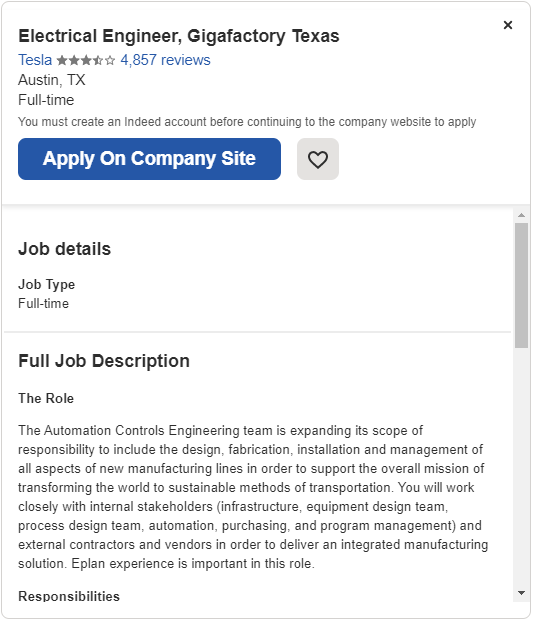 Electrical Engineer, Gigafactory Texas
Tesla 4,857 reviews
Austin, TX
Full-time
You must create an Indeed account before continuing to the company website to apply
Apply On Company Site
Job details
Job Type
Full-time
Full Job Description
The Role
The Automation Controls Engineering team is expanding its scope of
responsibility to include the design, fabrication, installation and management of
all aspects of new manufacturing lines in order to support the overall mission of
transforming the world to sustainable methods of transportation. You will work
closely with internal stakeholders (infrastructure, equipment design team,
process design team, automation, purchasing, and program management) and
external contractors and vendors in order to deliver an integrated manufacturing
solution. Eplan experience is important in this role.
Responsibilities